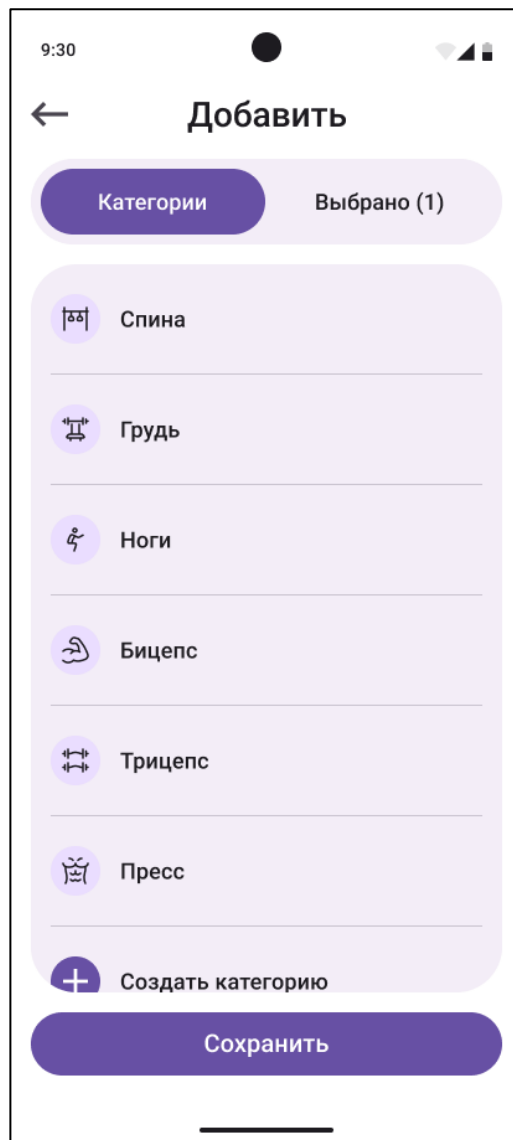 9:30
Добавить
Категории
Выбрано (1)
Спина
Грудь
Ноги
Бицепс
Трицепс
Пресс
Создать категорию
Сохранить